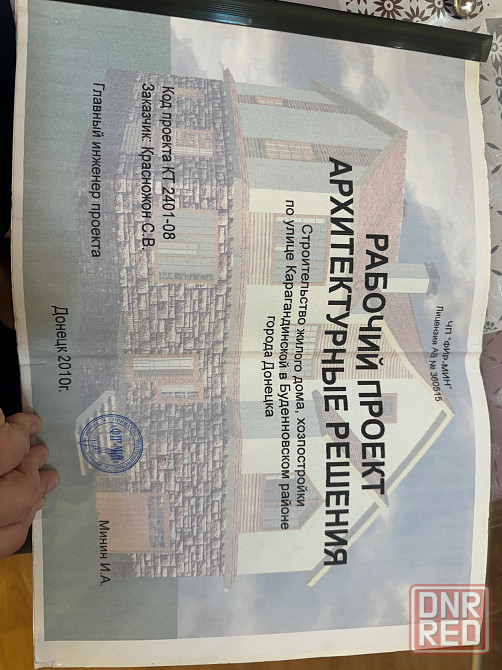 ЧП "ФИР-МИН"
Лицензия АВ № 360515
РАБОЧИЙ ПРОЕКТ
АРХИТЕКТУРНЫЕ РЕШЕНИЯ
Строительство жилого дома, хозпостройки
по улице Карагандинской в Буденновском районе
города Донецка
Код проекта КТ 2401-08
Заказчик: Красножон С.В.
Главный инженер проекта
Минин И.А.
Донецк 2010г.
DNR
RED